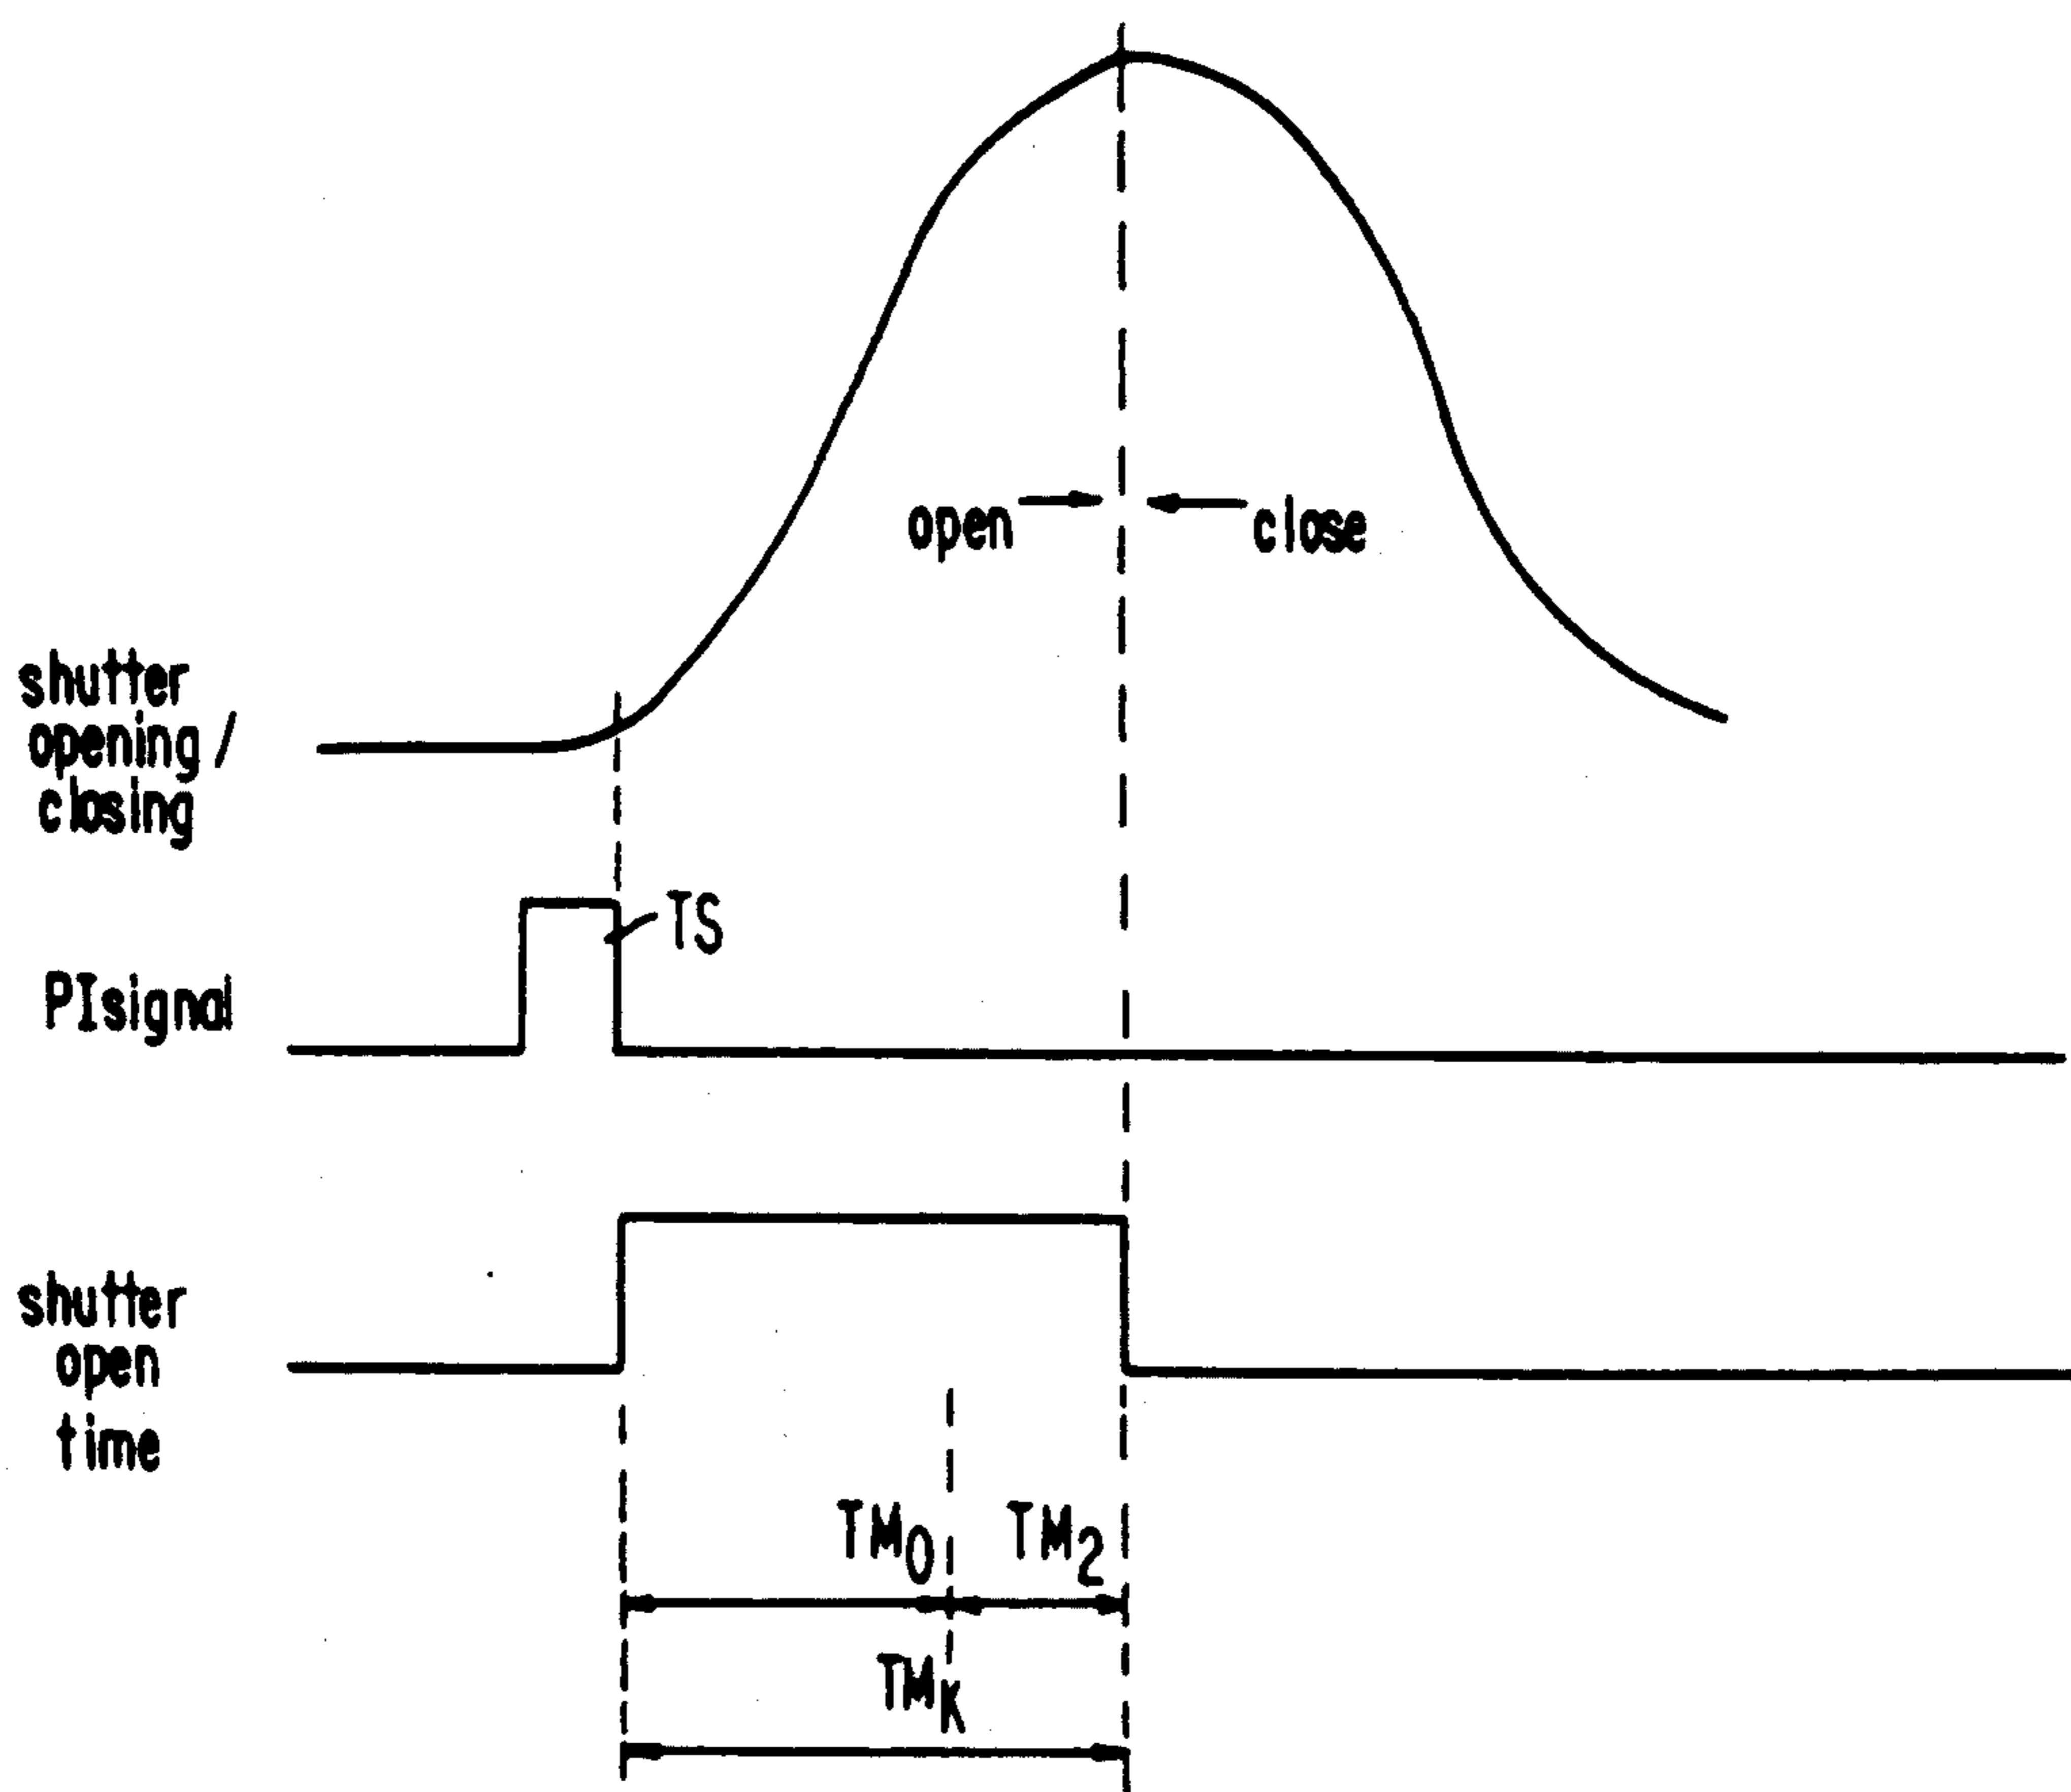 open
close
shutter
opening/
closing
TS
PIsignal
shutter
open
time
TM0 TM2
TMK